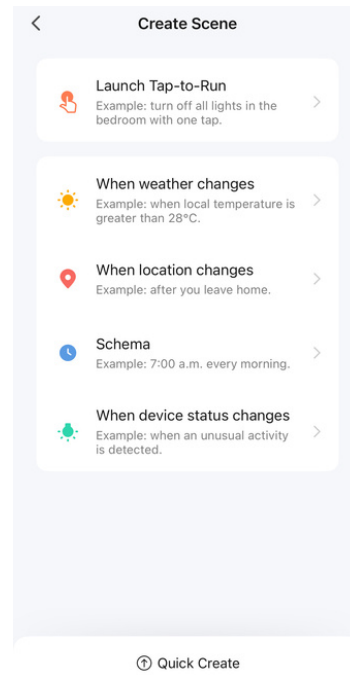 Create Scene
Launch Tap-to-Run
Example: turn off all lights in the
bedroom with one tap.
When weather changes
Example: when local temperature is
greater than 28°C.
When location changes
Example: after you leave home.
Schema
Example: 7:00 a.m. every morning.
When device status changes
Example: when an unusual activity
is detected.
Quick Create